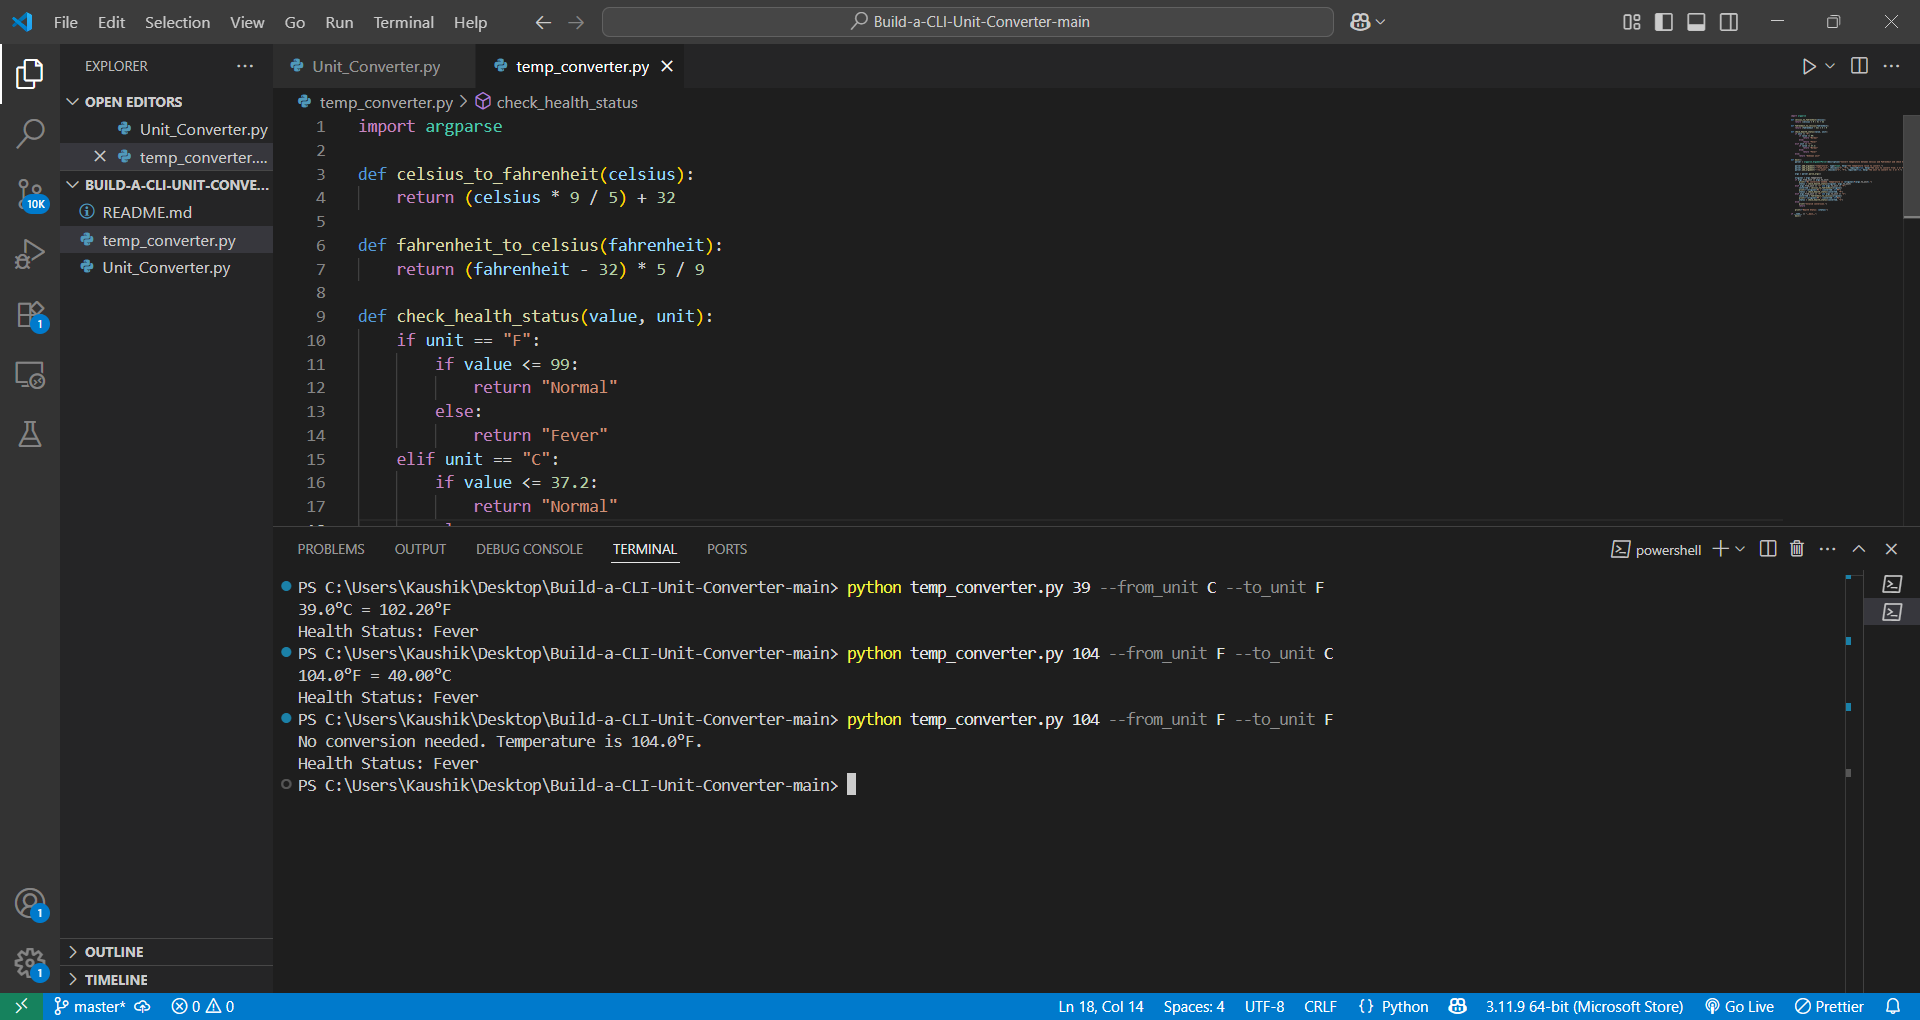 File Edit Selection View Go Run Terminal Help
Build-a-CLI-Unit-Converter-main
EXPLORER
OPEN EDITORS
Unit_Converter.py
temp_converter....
BUILD-A-CLI-UNIT-CONVE...
README.md
temp_converter.py
Unit_Converter.py
10K
1
1
1
OUTLINE
TIMELINE
Unit_Converter.py temp_converter.py
temp_converter.py > check_health_status
1 import argparse
2
3 def celsius_to_fahrenheit(celsius):
4 return (celsius * 9 / 5) + 32
5
6 def fahrenheit_to_celsius(fahrenheit):
7 return (fahrenheit - 32) * 5 / 9
8
9 def check_health_status(value, unit):
10 if unit == "F":
11 if value <= 99:
12 return "Normal"
13 else:
14 return "Fever"
15 elif unit == "C":
16 if value <= 37.2:
17 return "Normal"
PROBLEMS OUTPUT DEBUG CONSOLE TERMINAL PORTS
powershell
PS C:\Users\Kaushik\Desktop\Build-a-CLI-Unit-Converter-main> python temp_converter.py 39 --from_unit C --to_unit F
39.0°C = 102.20°F
Health Status: Fever
PS C:\Users\Kaushik\Desktop\Build-a-CLI-Unit-Converter-main> python temp_converter.py 104 --from_unit F --to_unit C
104.0°F = 40.00°C
Health Status: Fever
PS C:\Users\Kaushik\Desktop\Build-a-CLI-Unit-Converter-main> python temp_converter.py 104 --from_unit F --to_unit F
No conversion needed. Temperature is 104.0°F.
Health Status: Fever
PS C:\Users\Kaushik\Desktop\Build-a-CLI-Unit-Converter-main>
master* 0 0 Ln 18, Col 14 Spaces: 4 UTF-8 CRLF {} Python 3.11.9 64-bit (Microsoft Store) Go Live Prettier